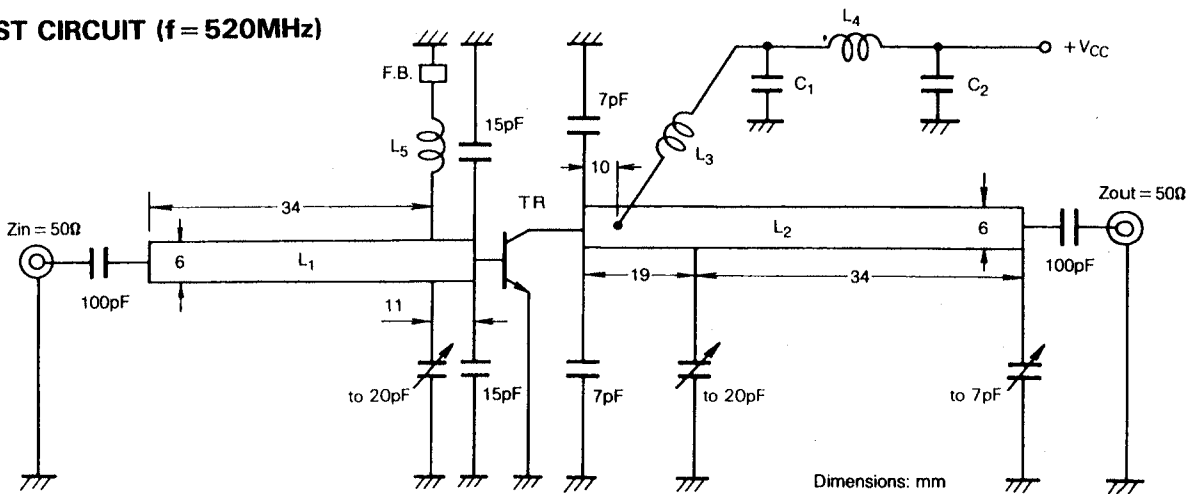 ST CIRCUIT (f = 520MHz)
L4
+VCC
F.B.
C1
C2
7pF
15pF
L5
L3
10
34
TR
Zin = 50Ω
Zout = 50Ω
6
L1
L2
6
100pF
100pF
19
34
11
to 20pF
15pF
7pF
to 20pF
to 7pF
Dimensions: mm